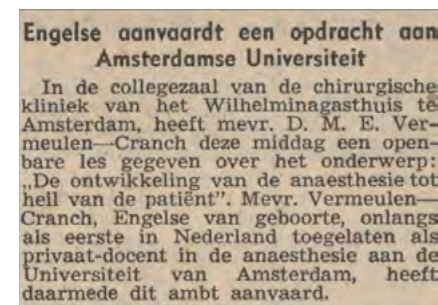 Engelse aanvaardt een opdracht aan
Amsterdamse Universiteit
In de collegezaal van de chirurgische
kliniek van het Wilhelminagasthuis te
Amsterdam, heeft mevr. D. M. E. Ver-
meulen—Cranch deze middag een open-
bare les gegeven over het onderwerp:
„De ontwikkeling van de anaesthesie tot
heil van de patiënt”. Mevr. Vermeulen—
Cranch, Engelse van geboorte, onlangs
als eerste in Nederland toegelaten als
privaat-docent in de anaesthesie aan de
Universiteit van Amsterdam, heeft
daarmede dit ambt aanvaard.